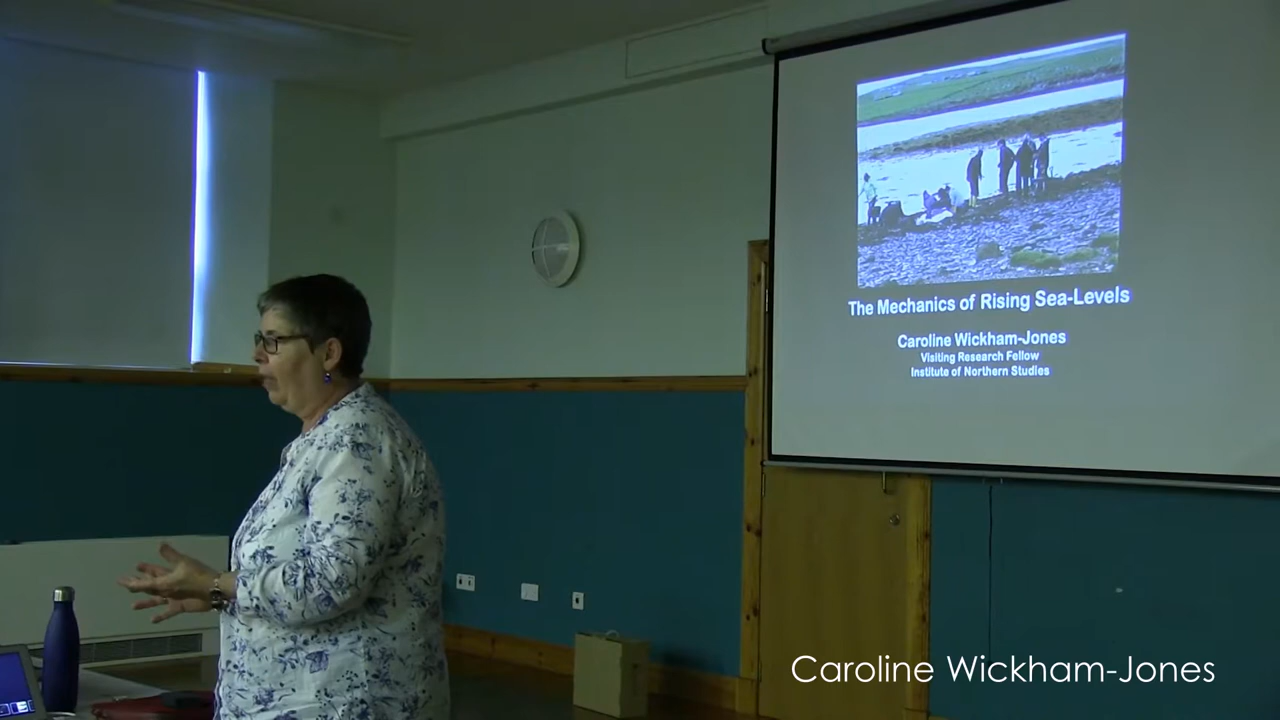 The Mechanics of Rising Sea-Levels
Caroline Wickham-Jones
Visiting Research Fellow
Institute of Northern Studies
Caroline Wickham-Jones